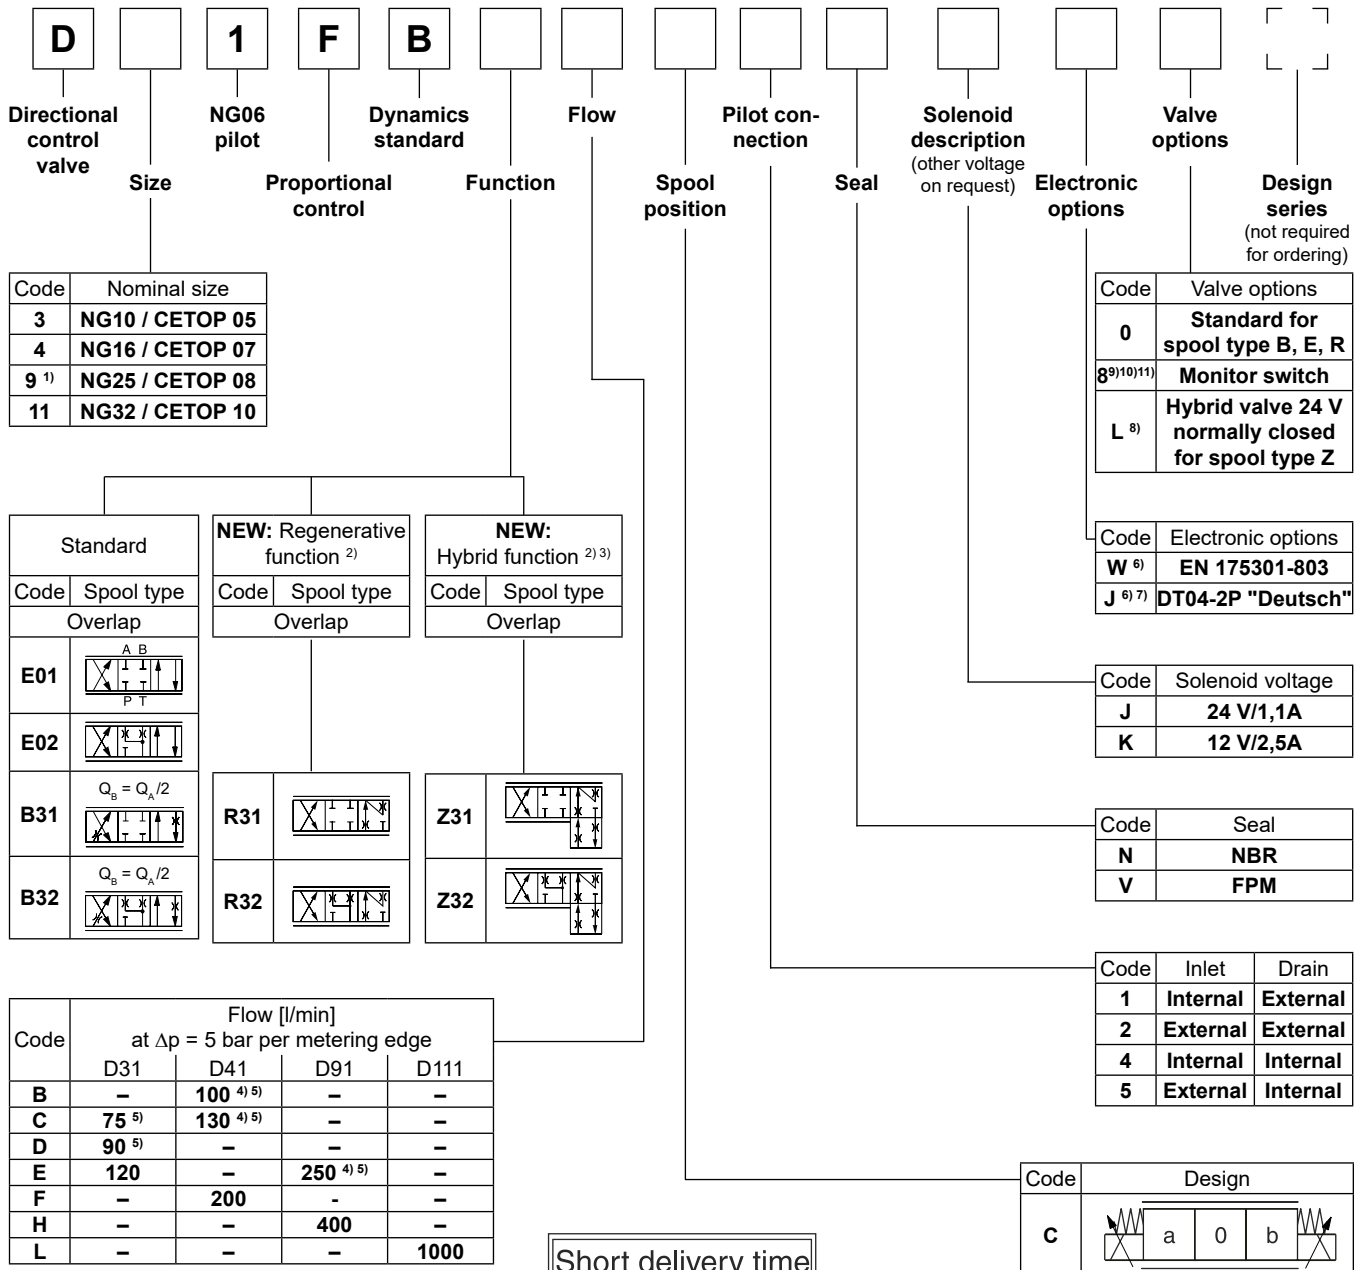 D 1 F B
Directional control valve
Size
NG06 pilot
Proportional control
Dynamics standard
Function
Flow
Spool position
Pilot con-nection
Seal
Solenoid description (other voltage on request)
Electronic options
Valve options
Design series (not required for ordering)
Code Nominal size
3 NG10 / CETOP 05
4 NG16 / CETOP 07
9 1) NG25 / CETOP 08
11 NG32 / CETOP 10
Code Valve options
0 Standard for spool type B, E, R
8 9)10)11) Monitor switch
L 8) Hybrid valve 24 V normally closed for spool type Z
Code Electronic options
W 6) EN 175301-803
J 6) 7) DT04-2P "Deutsch"
Standard
Code Spool type
Overlap
E01 A B P T
E02
B31 QB = QA/2
B32 QB = QA/2
NEW: Regenerative function 2)
Code Spool type
Overlap
R31
R32
NEW: Hybrid function 2) 3)
Code Spool type
Overlap
Z31
Z32
Code Solenoid voltage
J 24 V/1,1A
K 12 V/2,5A
Code Seal
N NBR
V FPM
Code Inlet Drain
1 Internal External
2 External External
4 Internal Internal
5 External Internal
Code Flow [l/min] at Δp = 5 bar per metering edge
D31 D41 D91 D111
B – 100 4) 5) – –
C 75 5) 130 4) 5) – –
D 90 5) – – –
E 120 – 250 4) 5) –
F – 200 - –
H – – 400 –
L – – – 1000
Code Design
C a 0 b
Short delivery time